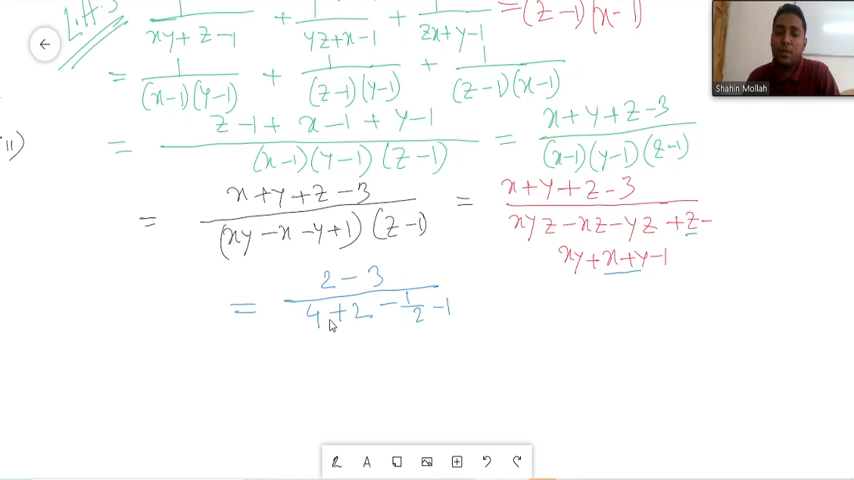 L.H.S 1/(xy+z-1) + 1/(yz+x-1) + 1/(zx+y-1) =(z-1)(x-1)
= 1/((x-1)(y-1)) + 1/((z-1)(y-1)) + 1/((z-1)(x-1))
11)
= (z-1+x-1+y-1)/((x-1)(y-1)(z-1)) = (x+y+z-3)/((x-1)(y-1)(z-1))
= (x+y+z-3)/((xy-x-y+1)(z-1)) = (x+y+z-3)/(xyz-xz-yz+z-
xy+x+y-1)
= (2-3)/(4+2-1/2-1)
Shahin Mollah
A